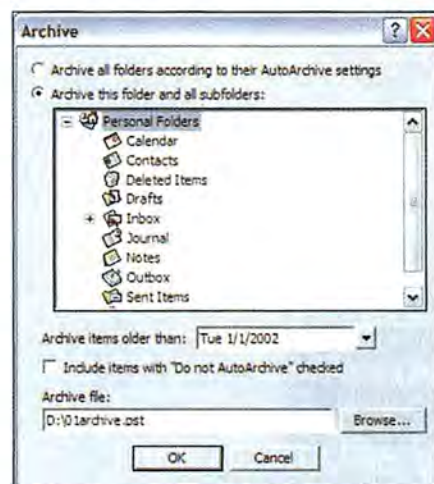 Archive
Archive all folders according to their AutoArchive settings
Archive this folder and all subfolders:
Personal Folders
Calendar
Contacts
Deleted Items
Drafts
Inbox
Journal
Notes
Outbox
Sent Items
Archive items older than: Tue 1/1/2002
Include items with "Do not AutoArchive" checked
Archive file:
D:\01archive.pst Browse...
OK Cancel